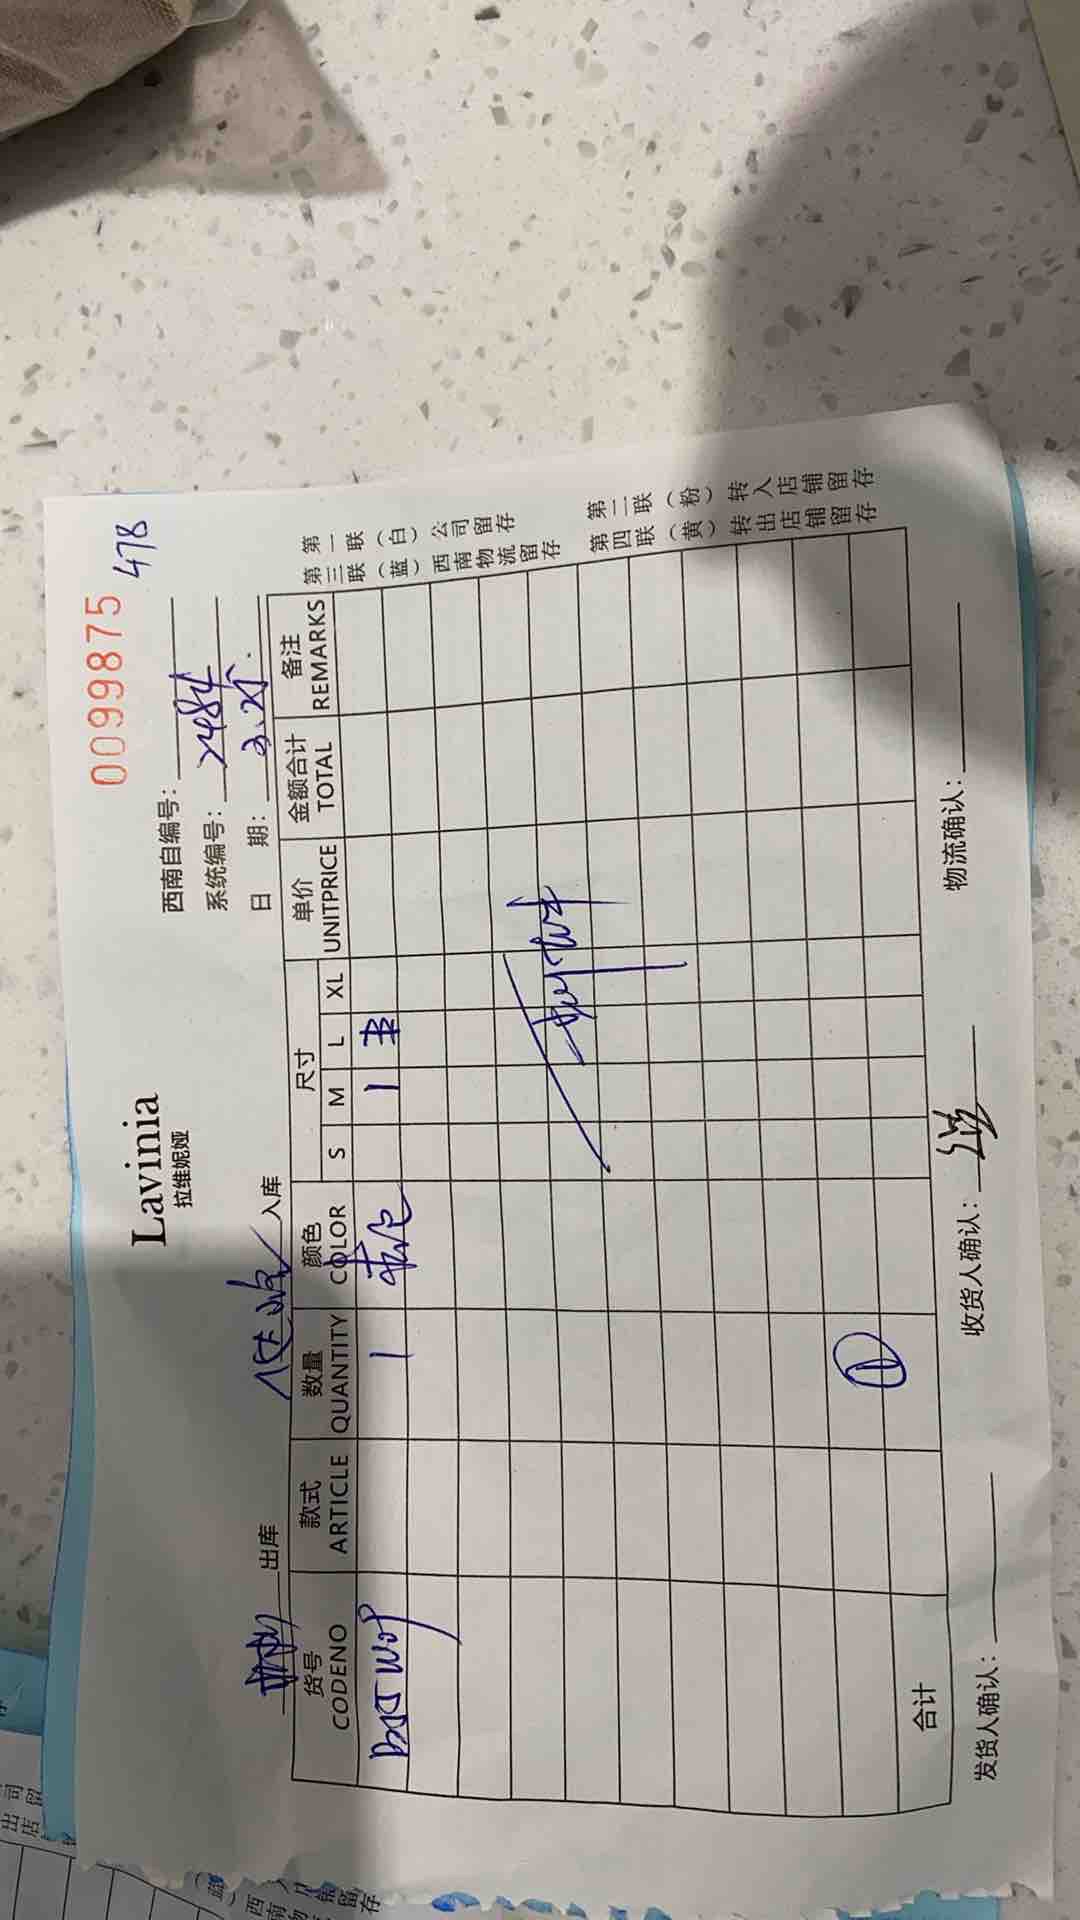 0099875
478
Lavinia
拉维妮娅
西南自编号：
系统编号：2484
日 期：3.25.
出库 入库
货号 款式 数量 颜色 尺寸 单价 金额合计 备注
CODENO ARTICLE QUANTITY COLOR S M L XL UNITPRICE TOTAL REMARKS
1 1
合计 ①
发货人确认： 收货人确认： 物流确认：
第一联（白）公司留存 第二联（粉）转入店铺留存
第三联（蓝）西南物流留存 第四联（黄）转出店铺留存